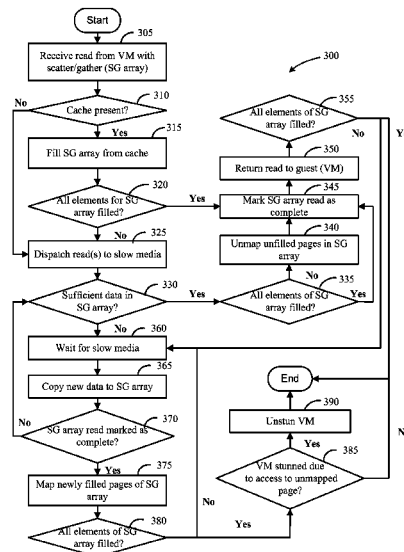 Start
305
Receive read from VM with
scatter/gather (SG array)
310
No
Cache present?
Yes
315
Fill SG array from cache
320
All elements for SG
array filled?
Yes
No
325
Dispatch read(s) to slow media
330
Sufficient data in
SG array?
Yes
No
360
Wait for slow media
365
Copy new data to SG array
370
No
SG array read marked as
complete?
Yes
375
Map newly filled pages of SG
array
380
All elements of SG
array filled?
No
Yes
300
355
All elements of SG
array filled?
No
Y
350
Return read to guest (VM)
345
Mark SG array read as
complete
340
Unmap unfilled pages in SG
array
No
335
All elements of SG
array filled?
Yes
End
390
Unstun VM
Yes
385
VM stunned due
to access to unmapped
page?
N